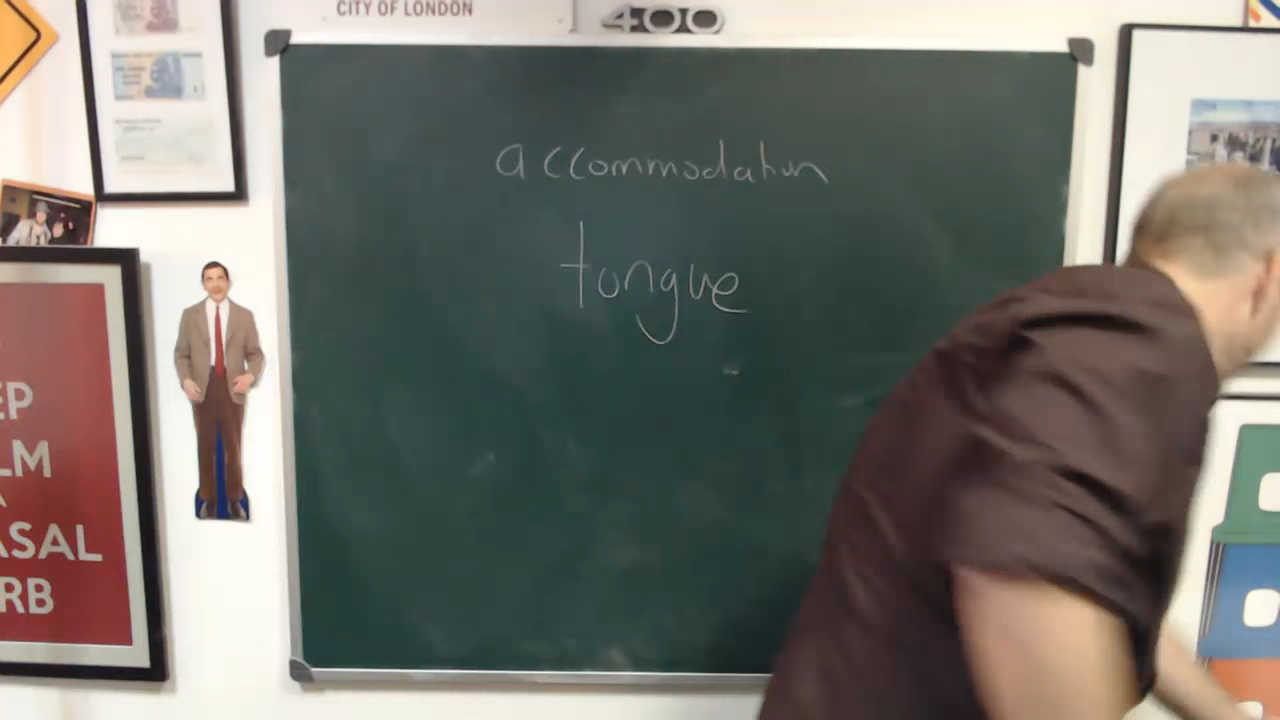 CITY OF LONDON
400
accommodation
tongue
EP
LM
A
ASAL
RB